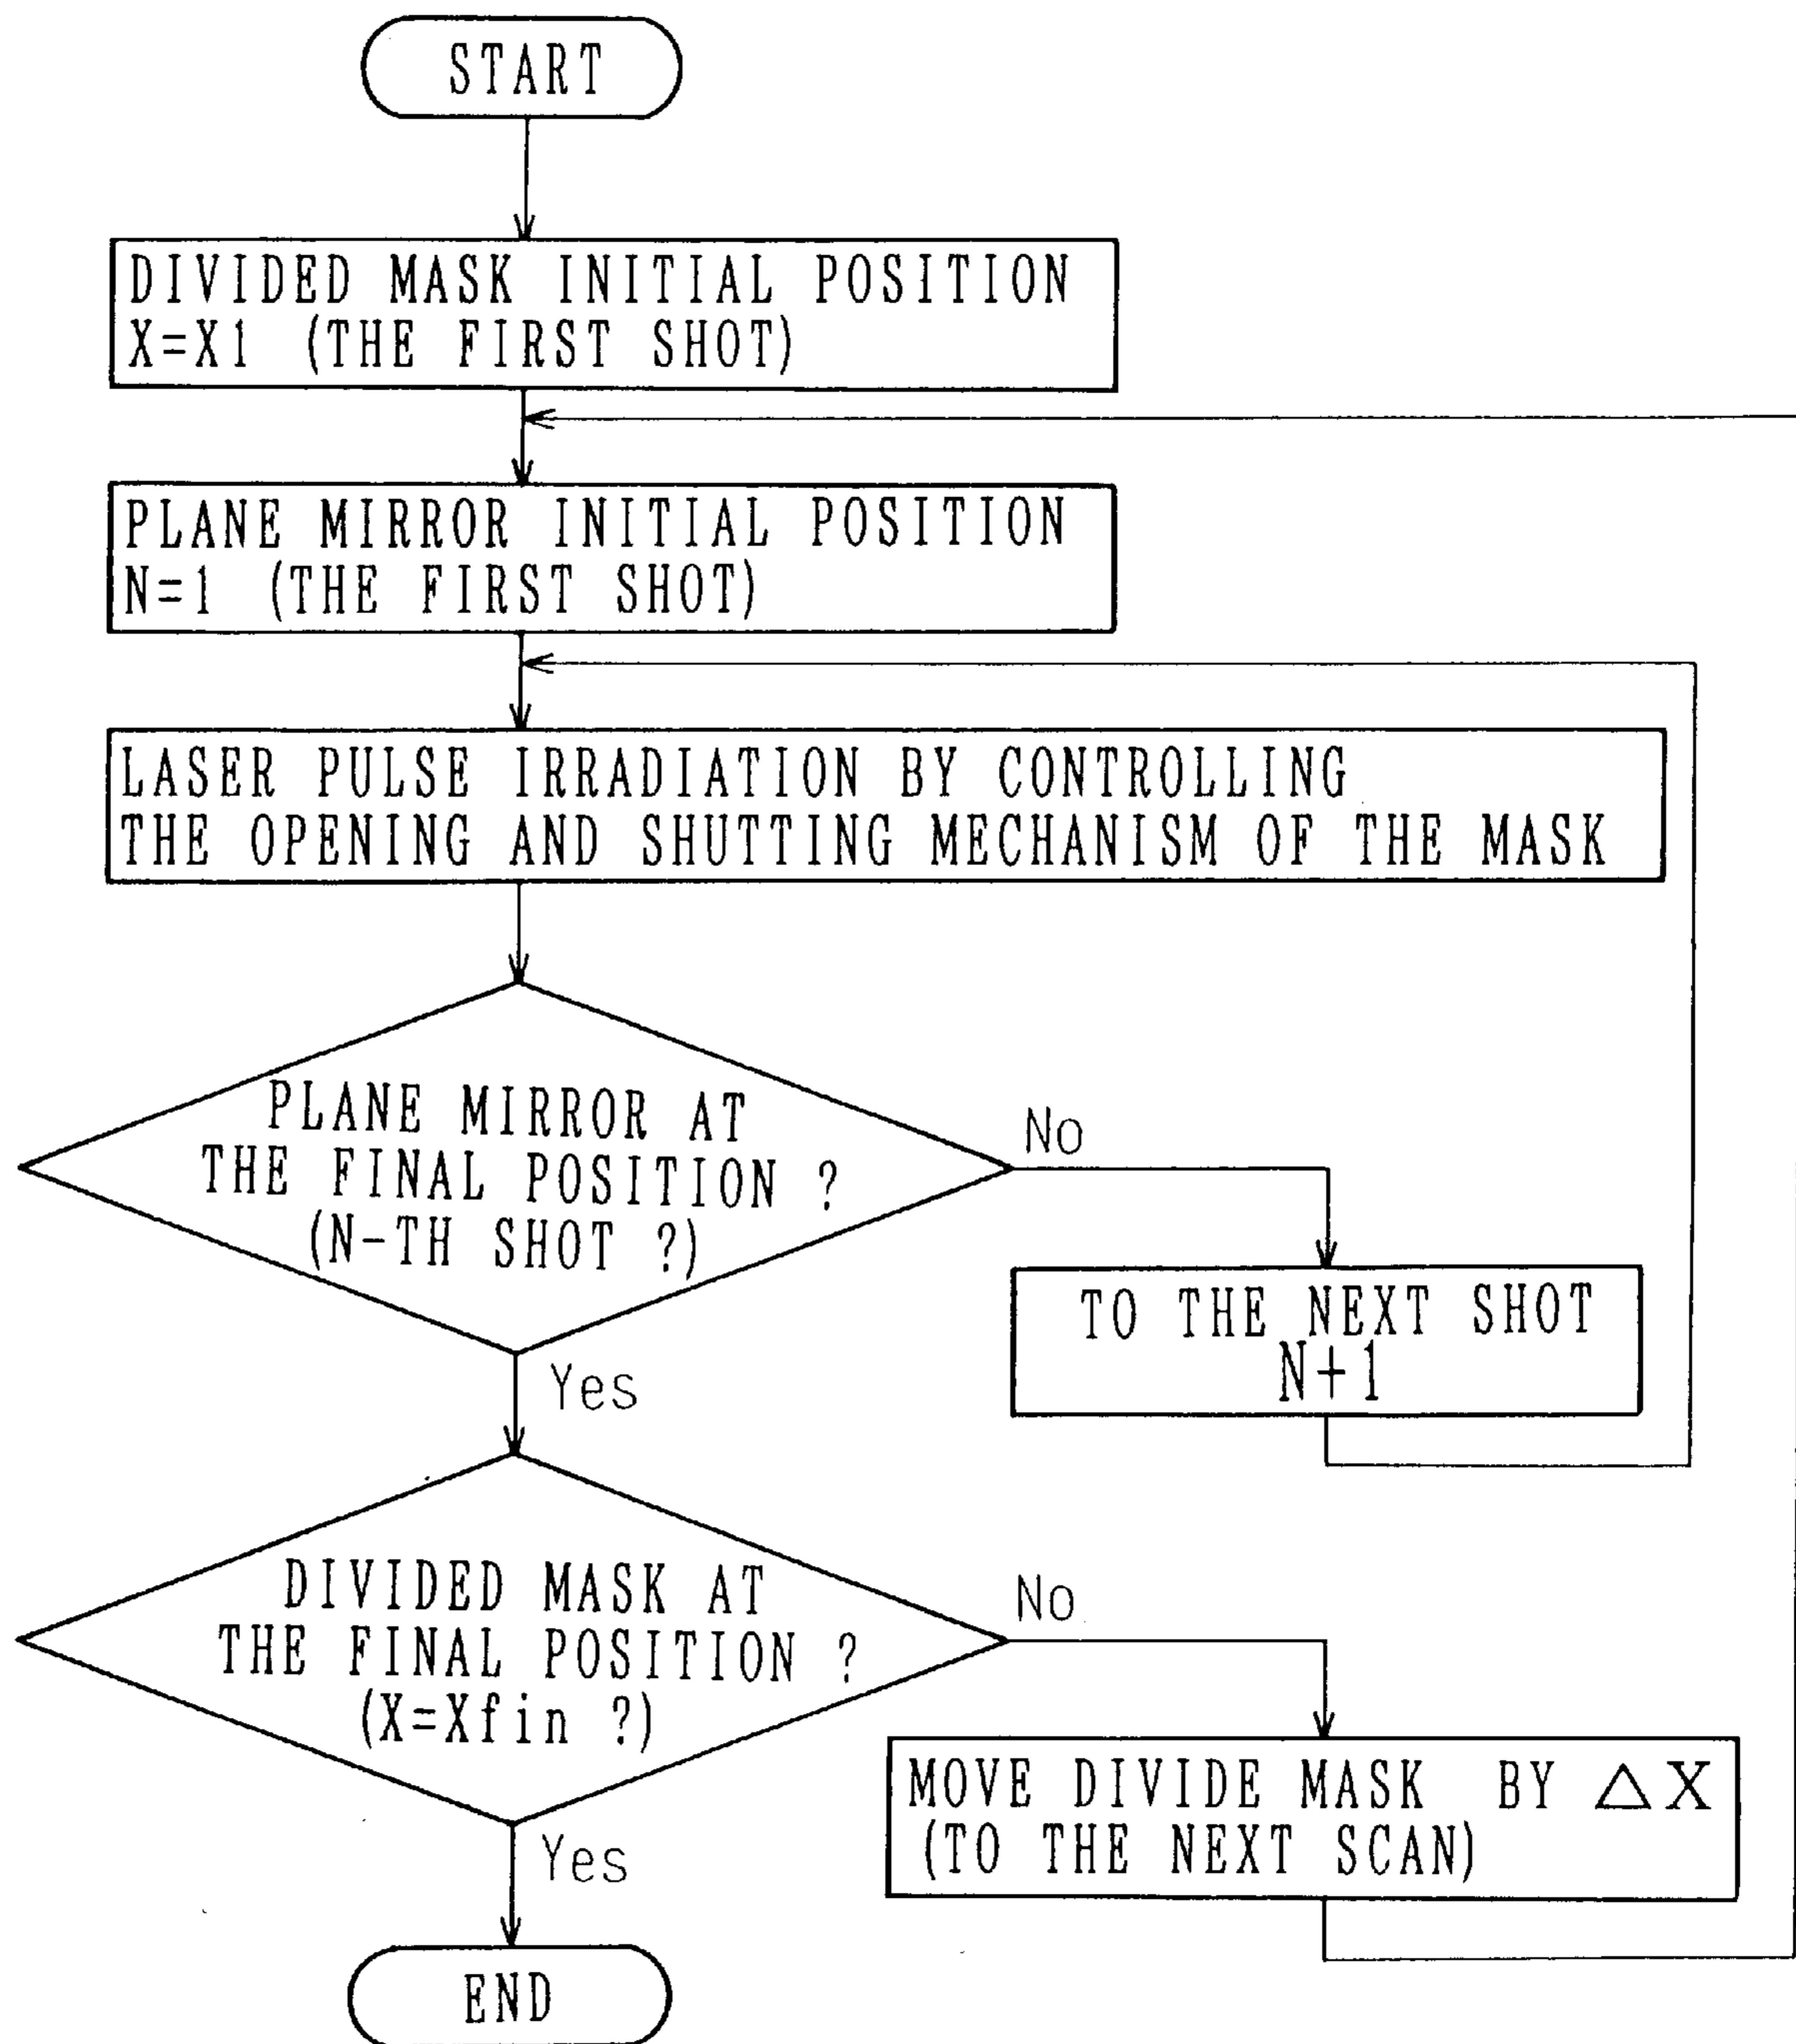 START
DIVIDED MASK INITIAL POSITION
X=X1 (THE FIRST SHOT)
PLANE MIRROR INITIAL POSITION
N=1 (THE FIRST SHOT)
LASER PULSE IRRADIATION BY CONTROLLING
THE OPENING AND SHUTTING MECHANISM OF THE MASK
PLANE MIRROR AT
THE FINAL POSITION ?
(N-TH SHOT ?)
No
TO THE NEXT SHOT
N+1
Yes
DIVIDED MASK AT
THE FINAL POSITION ?
(X=Xfin ?)
No
MOVE DIVIDE MASK BY △X
(TO THE NEXT SCAN)
Yes
END